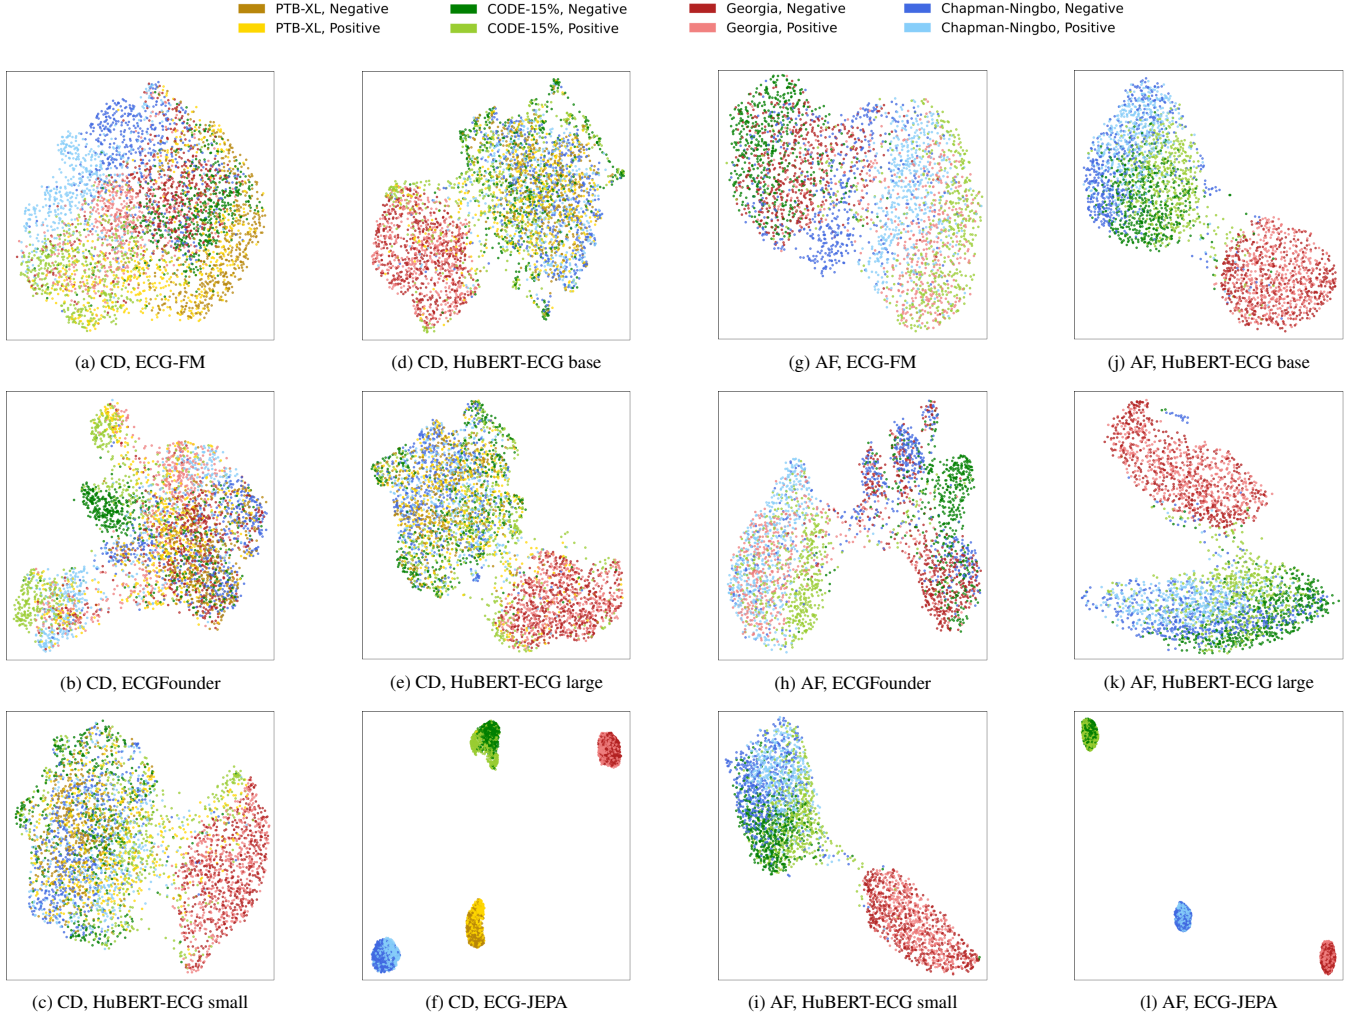 PTB-XL, Negative
PTB-XL, Positive
CODE-15%, Negative
CODE-15%, Positive
Georgia, Negative
Georgia, Positive
Chapman-Ningbo, Negative
Chapman-Ningbo, Positive
(a) CD, ECG-FM
(d) CD, HuBERT-ECG base
(g) AF, ECG-FM
(j) AF, HuBERT-ECG base
(b) CD, ECGFounder
(e) CD, HuBERT-ECG large
(h) AF, ECGFounder
(k) AF, HuBERT-ECG large
(c) CD, HuBERT-ECG small
(f) CD, ECG-JEPA
(i) AF, HuBERT-ECG small
(l) AF, ECG-JEPA